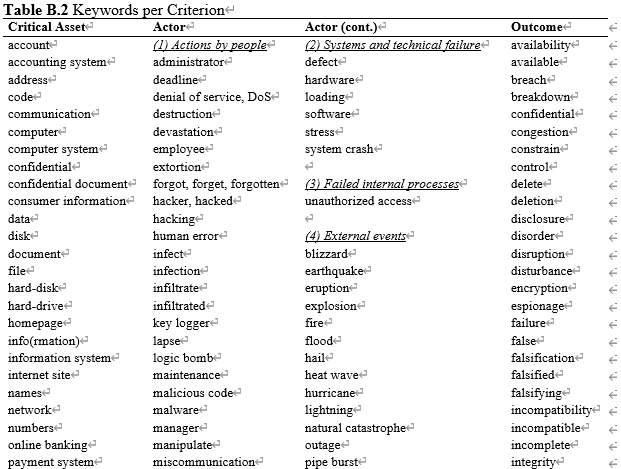 Table B.2 Keywords per Criterion
Critical Asset Actor Actor (cont.) Outcome
account (1) Actions by people (2) Systems and technical failure availability
accounting system administrator defect available
address deadline hardware breach
code denial of service, DoS loading breakdown
communication destruction software confidential
computer devastation stress congestion
computer system employee system crash constrain
confidential extortion control
confidential document forgot, forget, forgotten (3) Failed internal processes delete
consumer information hacker, hacked unauthorized access deletion
data hacking disclosure
disk human error (4) External events disorder
document infect blizzard disruption
file infection earthquake disturbance
hard-disk infiltrate eruption encryption
hard-drive infiltrated explosion espionage
homepage key logger fire failure
info(rmation) lapse flood false
information system logic bomb hail falsification
internet site maintenance heat wave falsified
names malicious code hurricane falsifying
network malware lightning incompatibility
numbers manager natural catastrophe incompatible
online banking manipulate outage incomplete
payment system miscommunication pipe burst integrity